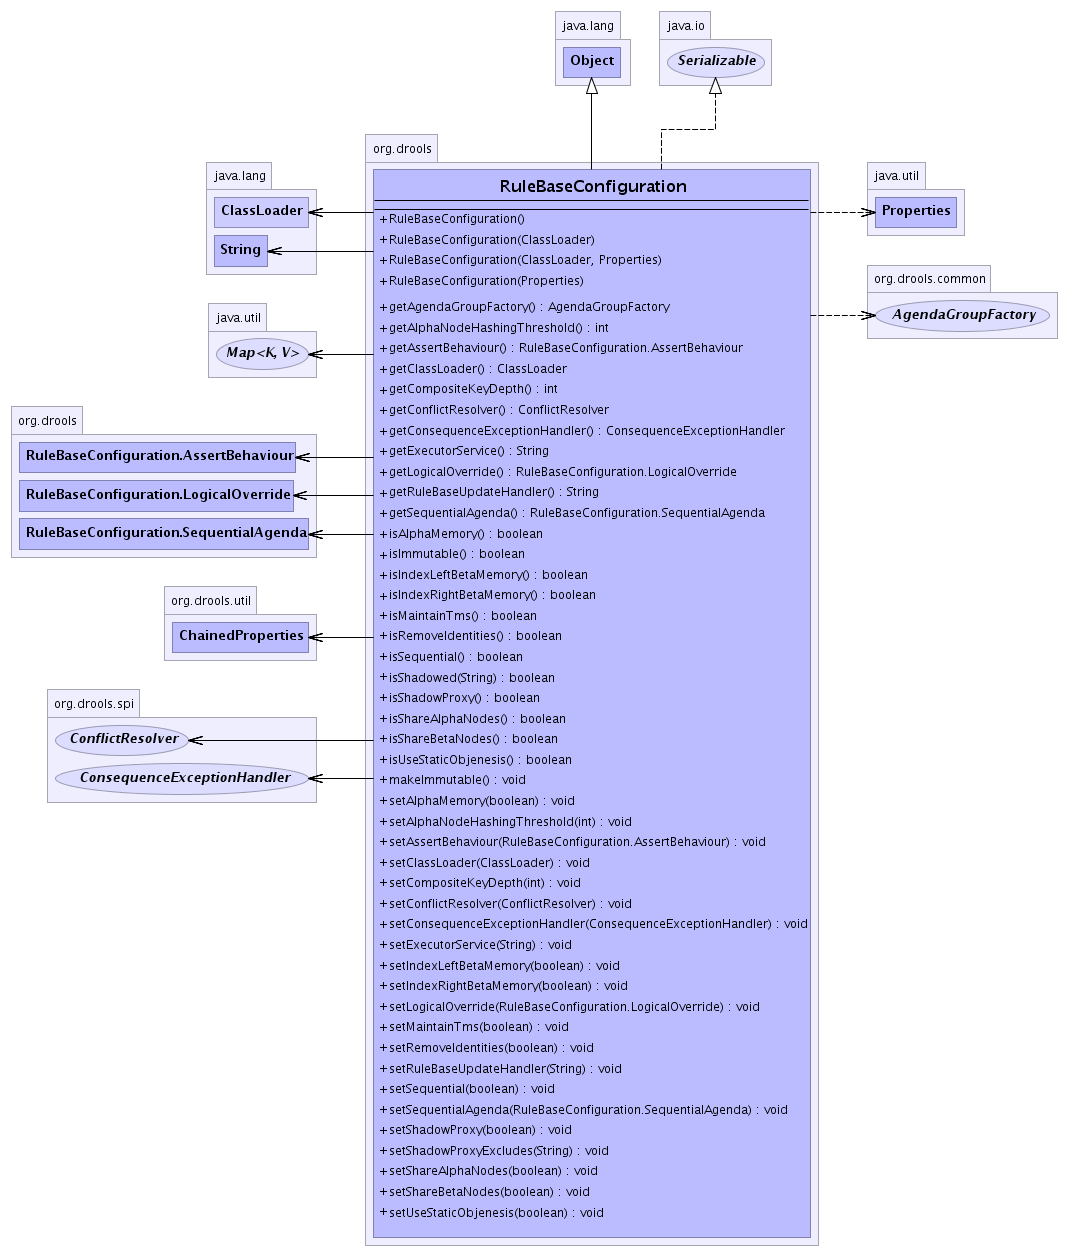 java.lang
Object
java.io
Serializable
org.drools
RuleBaseConfiguration
java.lang
ClassLoader
String
java.util
Map<K, V>
org.drools
RuleBaseConfiguration.AssertBehaviour
RuleBaseConfiguration.LogicalOverride
RuleBaseConfiguration.SequentialAgenda
org.drools.util
ChainedProperties
org.drools.spi
ConflictResolver
ConsequenceExceptionHandler
java.util
Properties
org.drools.common
AgendaGroupFactory
+RuleBaseConfiguration()
+RuleBaseConfiguration(ClassLoader)
+RuleBaseConfiguration(ClassLoader, Properties)
+RuleBaseConfiguration(Properties)
+getAgendaGroupFactory() : AgendaGroupFactory
+getAlphaNodeHashingThreshold() : int
+getAssertBehaviour() : RuleBaseConfiguration.AssertBehaviour
+getClassLoader() : ClassLoader
+getCompositeKeyDepth() : int
+getConflictResolver() : ConflictResolver
+getConsequenceExceptionHandler() : ConsequenceExceptionHandler
+getExecutorService() : String
+getLogicalOverride() : RuleBaseConfiguration.LogicalOverride
+getRuleBaseUpdateHandler() : String
+getSequentialAgenda() : RuleBaseConfiguration.SequentialAgenda
+isAlphaMemory() : boolean
+isImmutable() : boolean
+isIndexLeftBetaMemory() : boolean
+isIndexRightBetaMemory() : boolean
+isMaintainTms() : boolean
+isRemoveIdentities() : boolean
+isSequential() : boolean
+isShadowed(String) : boolean
+isShadowProxy() : boolean
+isShareAlphaNodes() : boolean
+isShareBetaNodes() : boolean
+isUseStaticObjenesis() : boolean
+makeImmutable() : void
+setAlphaMemory(boolean) : void
+setAlphaNodeHashingThreshold(int) : void
+setAssertBehaviour(RuleBaseConfiguration.AssertBehaviour) : void
+setClassLoader(ClassLoader) : void
+setCompositeKeyDepth(int) : void
+setConflictResolver(ConflictResolver) : void
+setConsequenceExceptionHandler(ConsequenceExceptionHandler) : void
+setExecutorService(String) : void
+setIndexLeftBetaMemory(boolean) : void
+setIndexRightBetaMemory(boolean) : void
+setLogicalOverride(RuleBaseConfiguration.LogicalOverride) : void
+setMaintainTms(boolean) : void
+setRemoveIdentities(boolean) : void
+setRuleBaseUpdateHandler(String) : void
+setSequential(boolean) : void
+setSequentialAgenda(RuleBaseConfiguration.SequentialAgenda) : void
+setShadowProxy(boolean) : void
+setShadowProxyExcludes(String) : void
+setShareAlphaNodes(boolean) : void
+setShareBetaNodes(boolean) : void
+setUseStaticObjenesis(boolean) : void